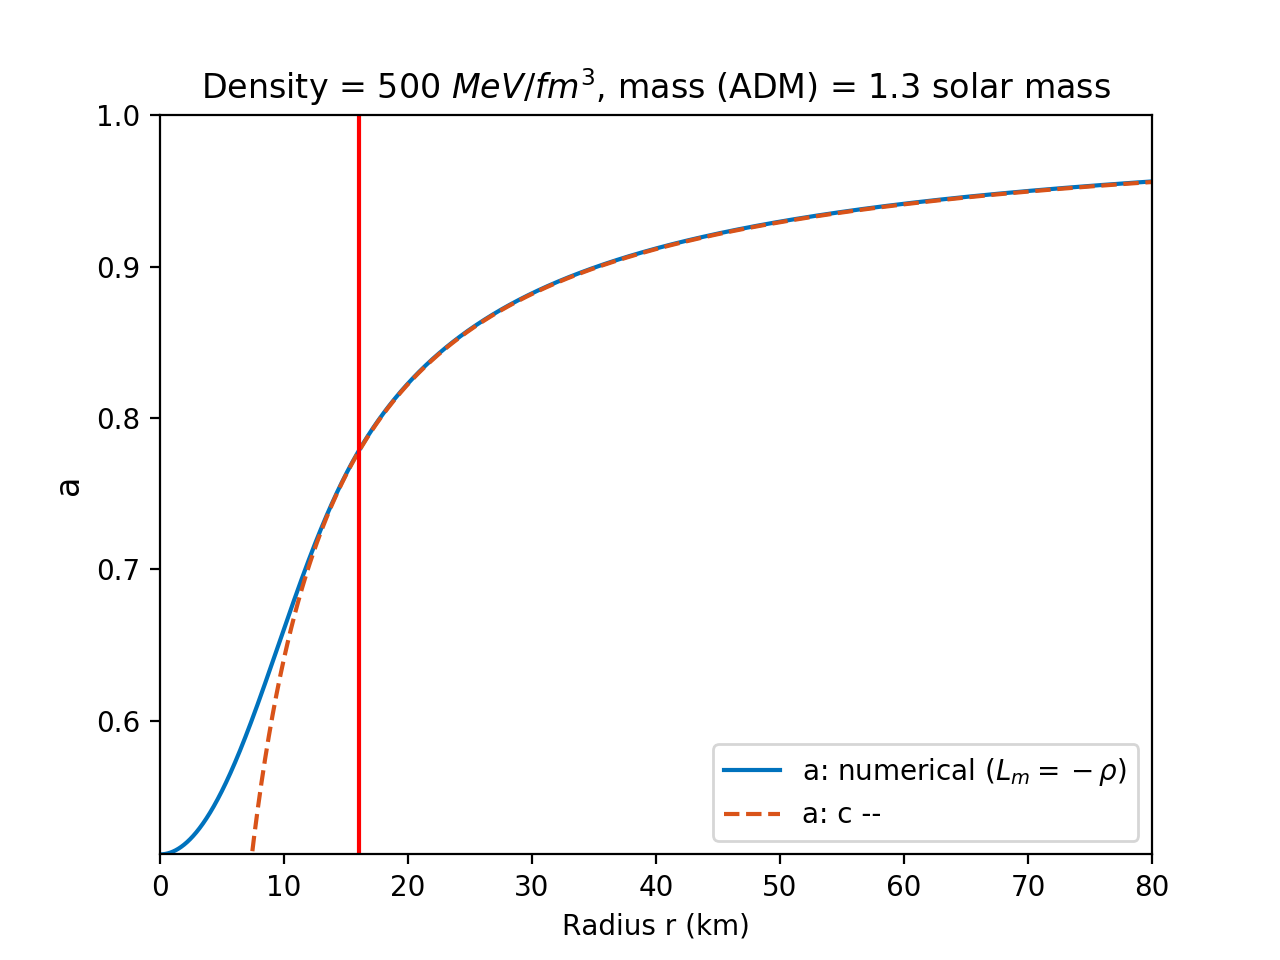 Density = 500 MeV/fm³, mass (ADM) = 1.3 solar mass
1.0
0.9
0.8
0.7
0.6
a
0 10 20 30 40 50 60 70 80
Radius r (km)
a: numerical (Lₘ = −ρ)
a: c --